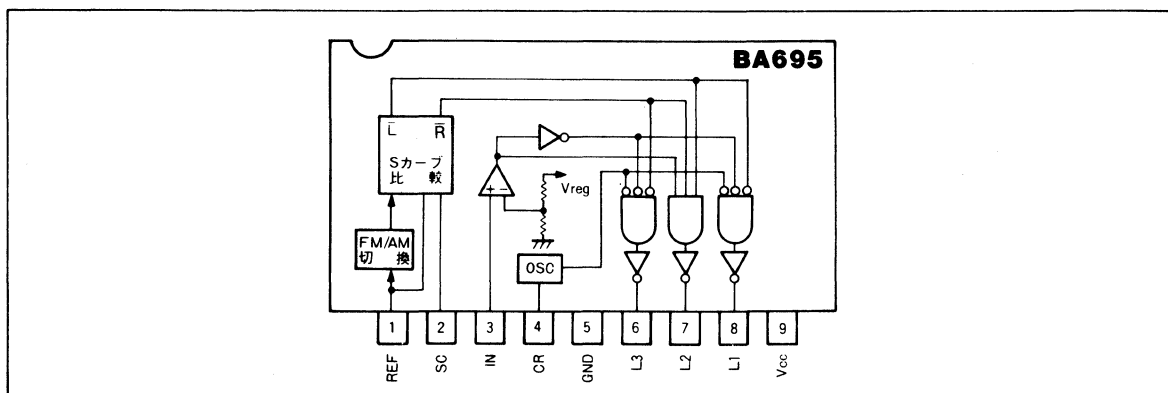 BA695
L̅ R̅
Sカーブ
比 較
+ −
Vreg
FM/AM
切 換
OSC
1 2 3 4 5 6 7 8 9
REF SC IN CR GND L3 L2 L1 Vcc